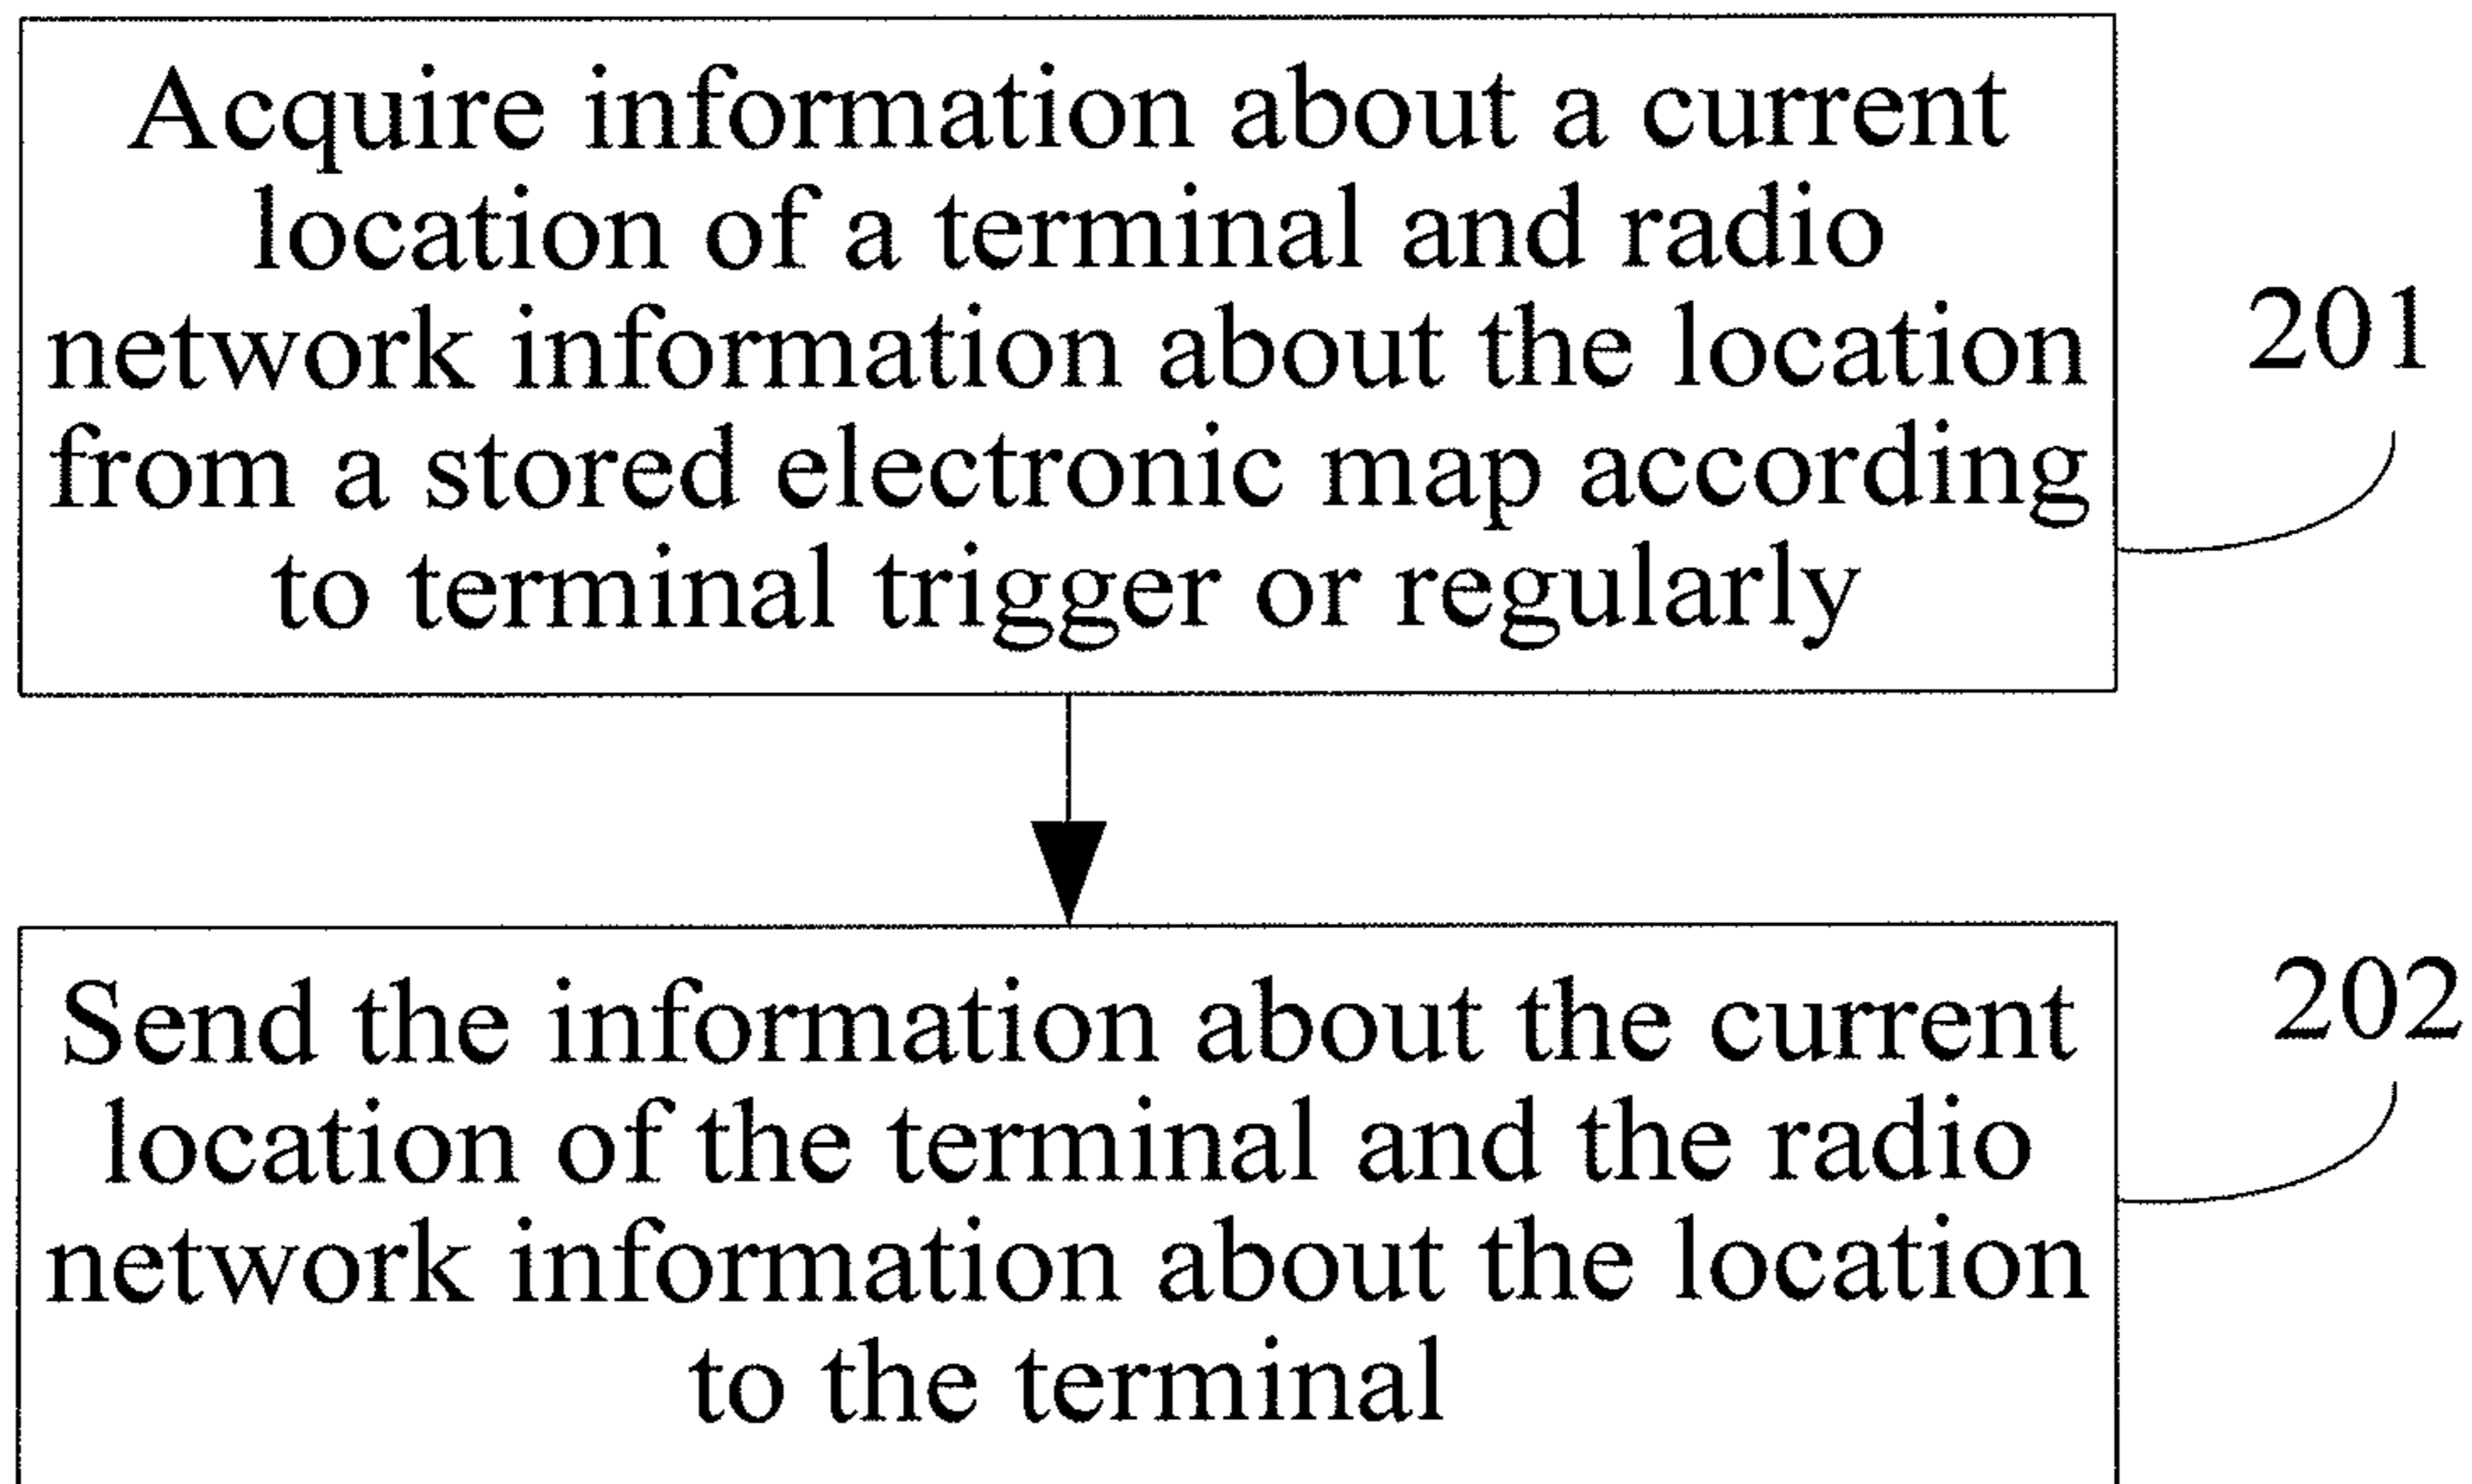 Acquire information about a current
location of a terminal and radio
network information about the location
from a stored electronic map according
to terminal trigger or regularly
201
Send the information about the current
location of the terminal and the radio
network information about the location
to the terminal
202